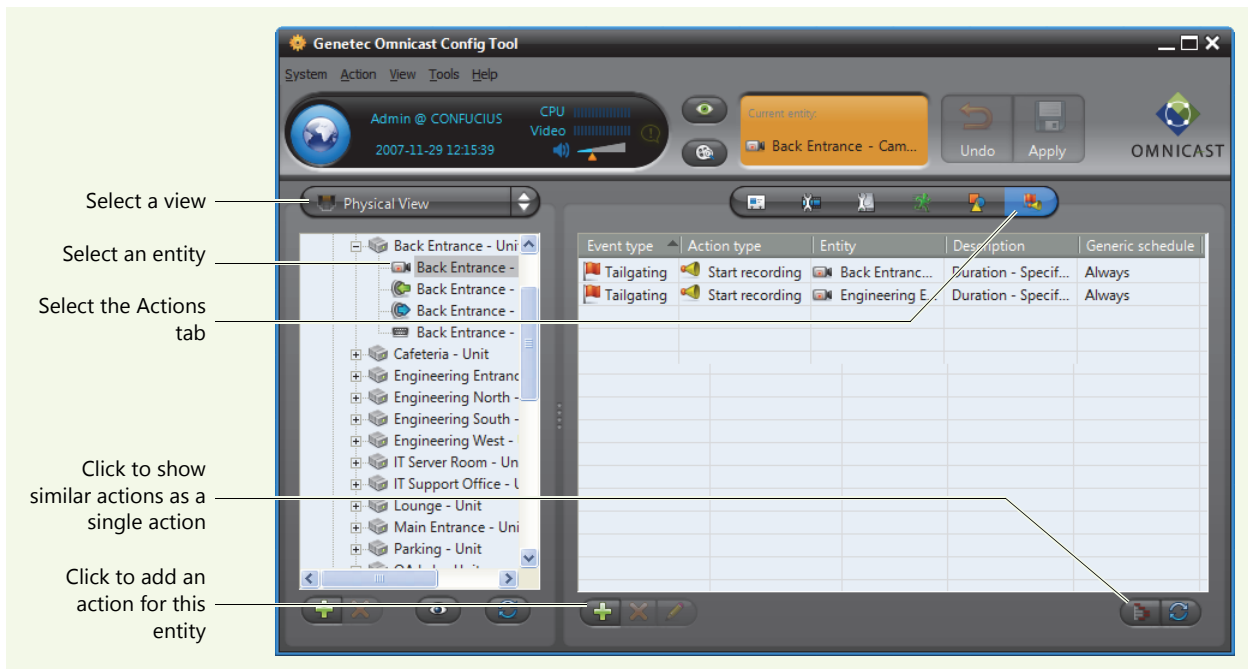 Genetec Omnicast Config Tool
System Action View Tools Help
Admin @ CONFUCIUS
2007-11-29 12:15:39
CPU
Video
Current entity:
Back Entrance - Cam...
Undo Apply
OMNICAST
Select a view
Physical View
Select an entity
Select the Actions
tab
Back Entrance - Uni
Back Entrance -
Back Entrance -
Back Entrance -
Back Entrance -
Cafeteria - Unit
Engineering Entranc
Engineering North -
Engineering South -
Engineering West -
IT Server Room - Un
IT Support Office - U
Lounge - Unit
Main Entrance - Uni
Parking - Unit
Event type Action type Entity Description Generic schedule
Tailgating Start recording Back Entranc... Duration - Specif... Always
Tailgating Start recording Engineering E... Duration - Specif... Always
Click to show
similar actions as a
single action
Click to add an
action for this
entity